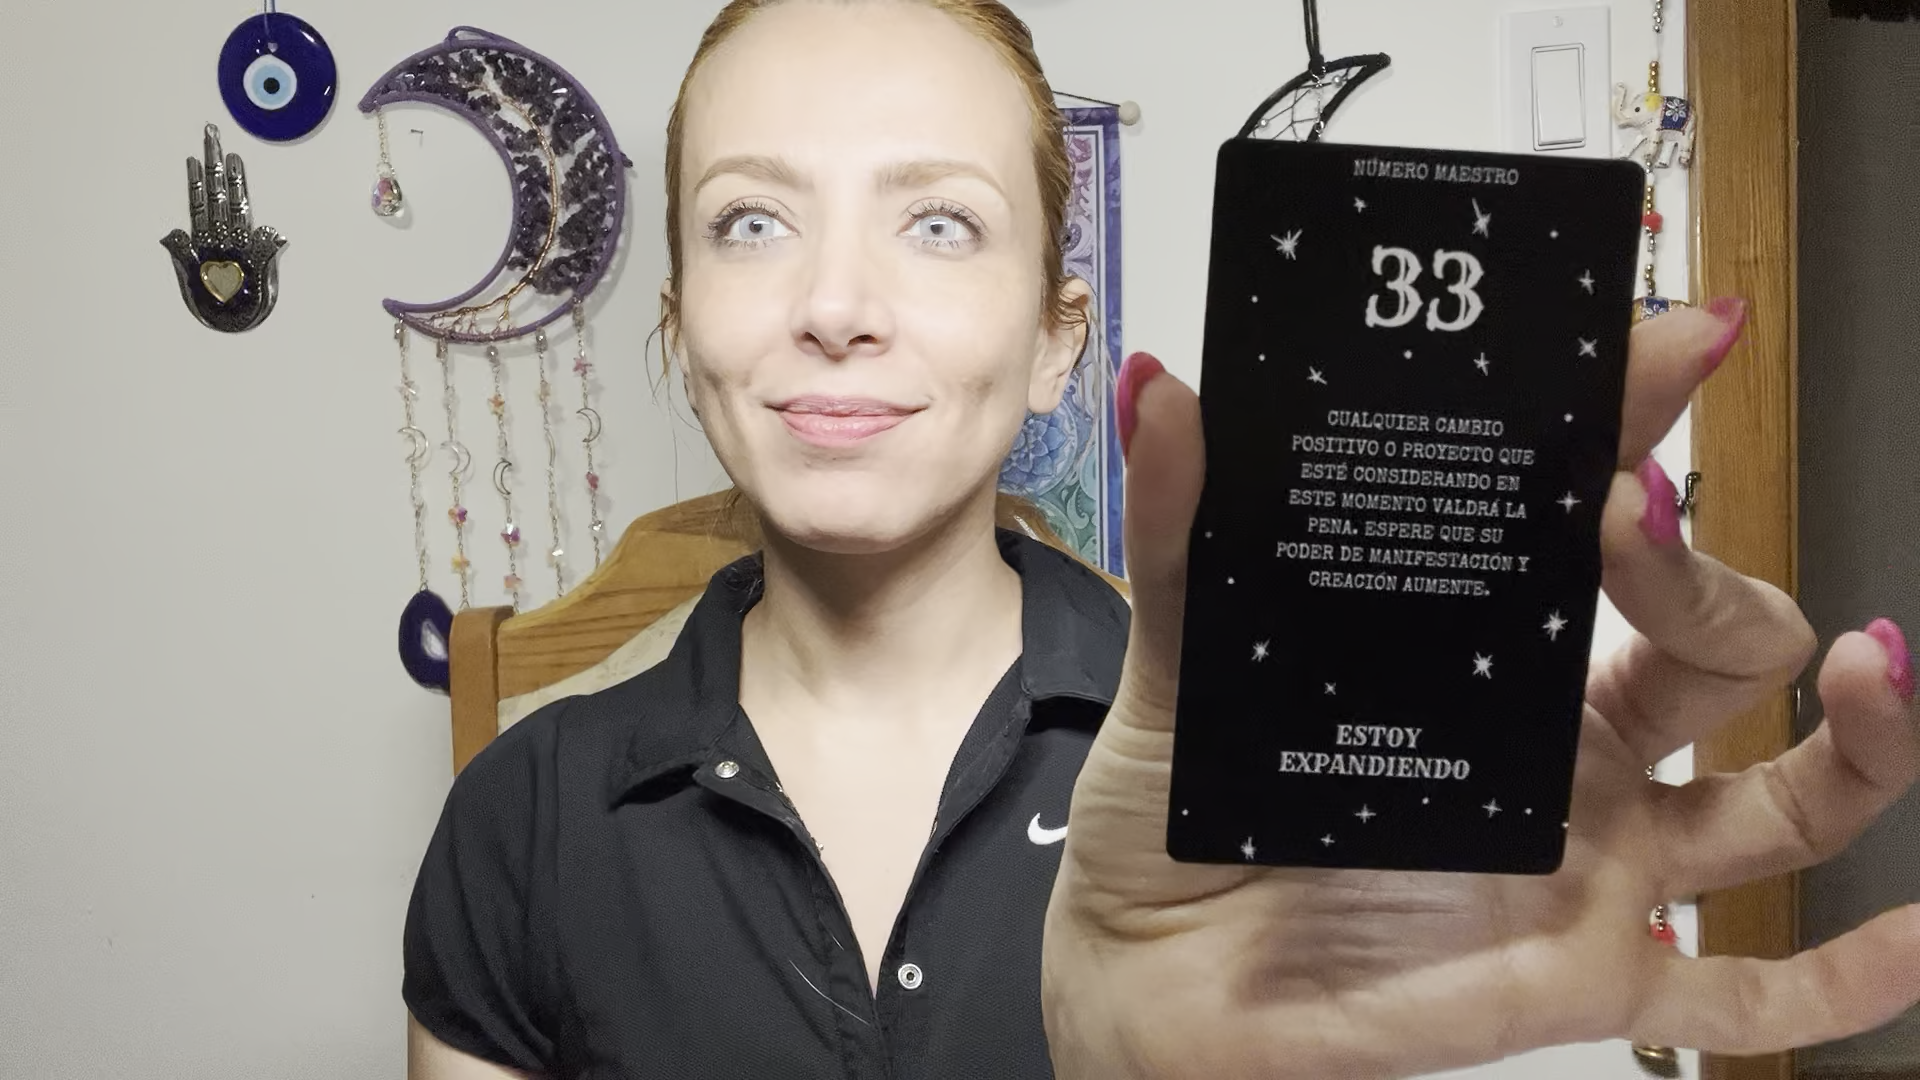 NÚMERO MAESTRO
33
CUALQUIER CAMBIO
POSITIVO O PROYECTO QUE
ESTÉ CONSIDERANDO EN
ESTE MOMENTO VALDRÁ LA
PENA. ESPERE QUE SU
PODER DE MANIFESTACIÓN Y
CREACIÓN AUMENTE.
ESTOY
EXPANDIENDO